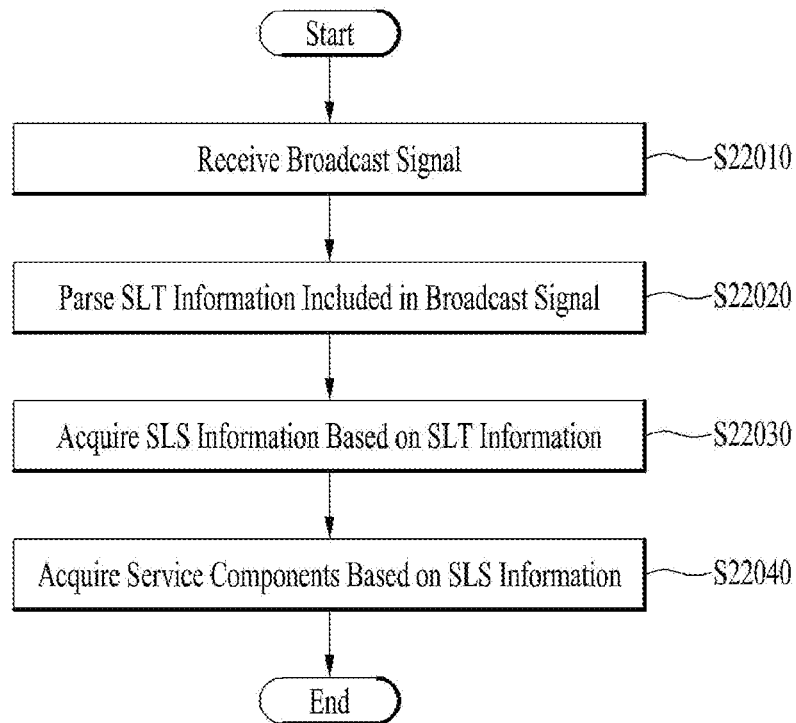 Start
Receive Broadcast Signal
S22010
Parse SLT Information Included in Broadcast Signal
S22020
Acquire SLS Information Based on SLT Information
S22030
Acquire Service Components Based on SLS Information
S22040
End